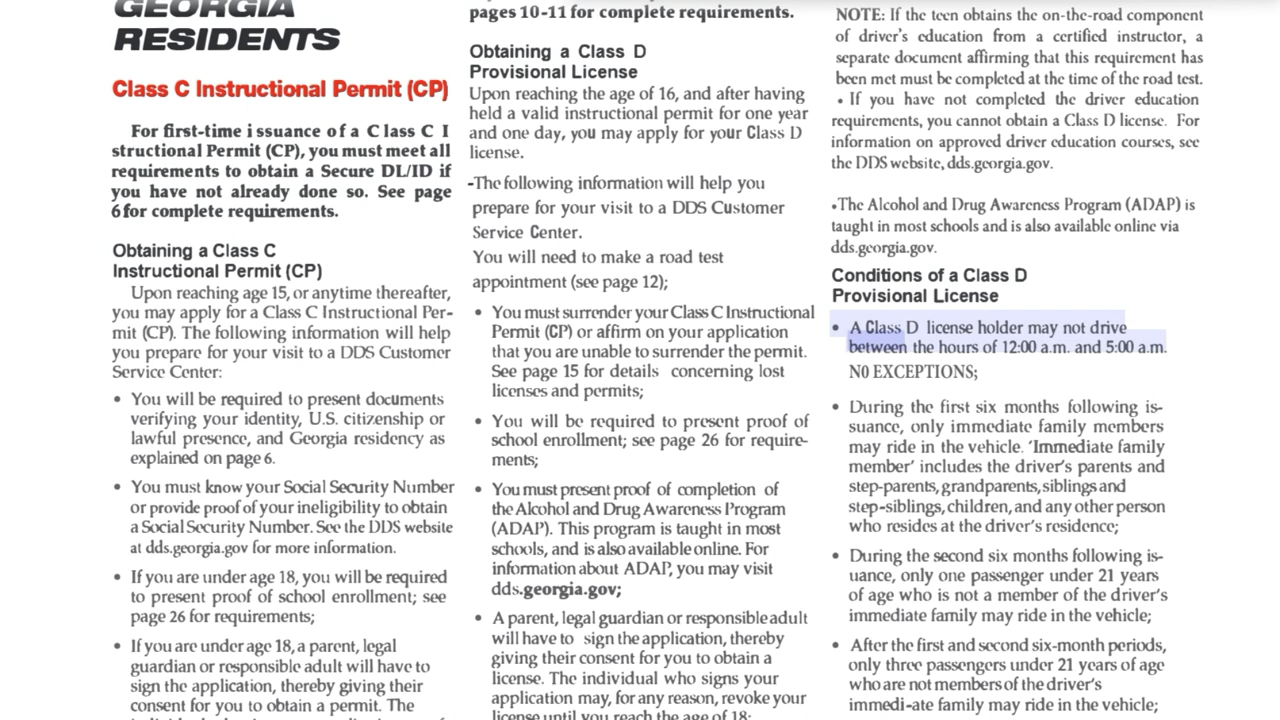 GEORGIA
RESIDENTS
Class C Instructional Permit (CP)
For first-time i ssuance of a C lass C I
structional Permit (CP), you must meet all
requirements to obtain a Secure DL/ID if
you have not already done so. See page
6 for complete requirements.
Obtaining a Class C
Instructional Permit (CP)
Upon reaching age 15, or anytime thereafter,
you may apply for a Class C Instructional Per-
mit (CP). The following information will help
you prepare for your visit to a DDS Customer
Service Center:
• You will be required to present documents
verifying your identity, U.S. citizenship or
lawful presence, and Georgia residency as
explained on page 6.
• You must know your Social Security Number
or provide proof of your ineligibility to obtain
a Social Security Number. See the DDS website
at dds.georgia.gov for more information.
• If you are under age 18, you will be required
to present proof of school enrollment; see
page 26 for requirements;
• If you are under age 18, a parent, legal
guardian or responsible adult will have to
sign the application, thereby giving their
consent for you to obtain a permit. The
pages 10-11 for complete requirements.
Obtaining a Class D
Provisional License
Upon reaching the age of 16, and after having
held a valid instructional permit for one year
and one day, you may apply for your Class D
license.
-The following information will help you
prepare for your visit to a DDS Customer
Service Center.
You will need to make a road test
appointment (see page 12);
• You must surrender your Class C Instructional
Permit (CP) or affirm on your application
that you are unable to surrender the permit.
See page 15 for details concerning lost
licenses and permits;
• You will be required to present proof of
school enrollment; see page 26 for require-
ments;
• You must present proof of completion of
the Alcohol and Drug Awareness Program
(ADAP). This program is taught in most
schools, and is also available online. For
information about ADAP, you may visit
dds.georgia.gov;
• A parent, legal guardian or responsible adult
will have to sign the application, thereby
giving their consent for you to obtain a
license. The individual who signs your
application may, for any reason, revoke your
license until you reach the age of 18;
NOTE: If the teen obtains the on-the-road component
of driver's education from a certified instructor, a
separate document affirming that this requirement has
been met must be completed at the time of the road test.
• If you have not completed the driver education
requirements, you cannot obtain a Class D license. For
information on approved driver education courses, see
the DDS website, dds.georgia.gov.
•The Alcohol and Drug Awareness Program (ADAP) is
taught in most schools and is also available online via
dds.georgia.gov.
Conditions of a Class D
Provisional License
• A Class D license holder may not drive
between the hours of 12:00 a.m. and 5:00 a.m.
N0 EXCEPTIONS;
• During the first six months following is-
suance, only immediate family members
may ride in the vehicle. 'Immediate family
member' includes the driver's parents and
step-parents, grandparents, siblings and
step-siblings, children, and any other person
who resides at the driver's residence;
• During the second six months following is-
uance, only one passenger under 21 years
of age who is not a member of the driver's
immediate family may ride in the vehicle;
• After the first and second six-month periods,
only three passengers under 21 years of age
who are not members of the driver's
immedi-ate family may ride in the vehicle;